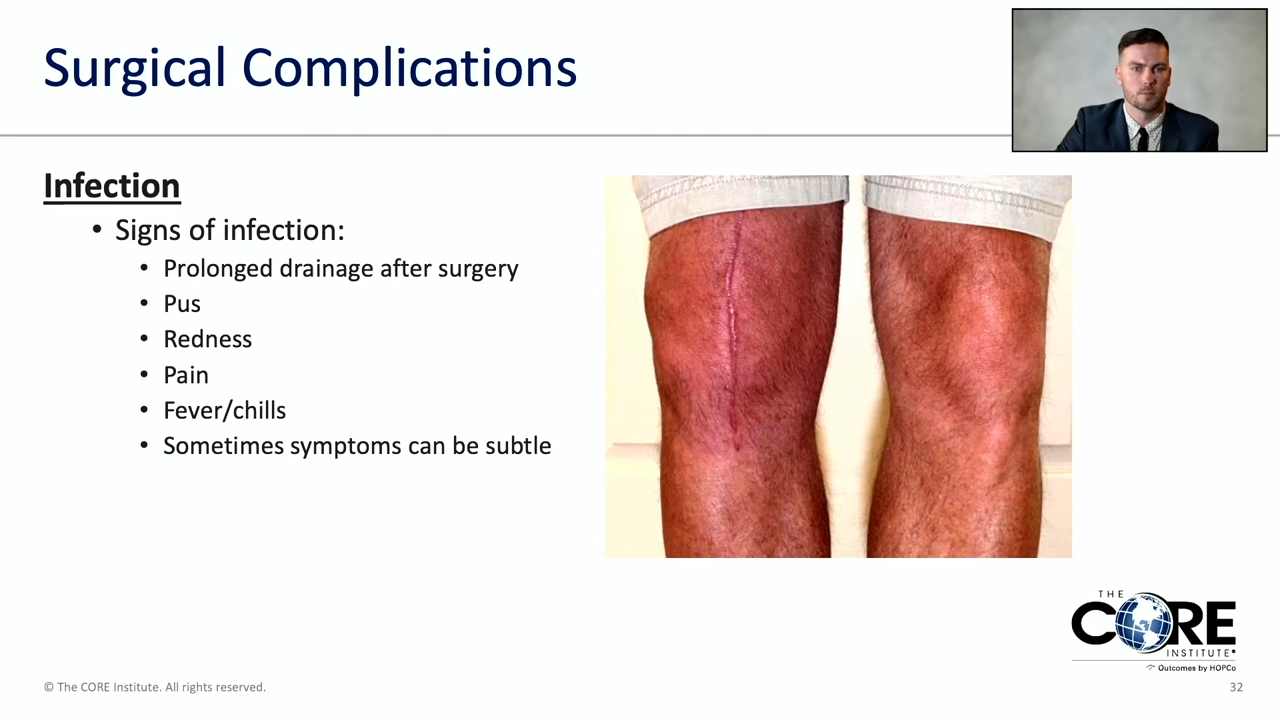 Surgical Complications
Infection
• Signs of infection:
• Prolonged drainage after surgery
• Pus
• Redness
• Pain
• Fever/chills
• Sometimes symptoms can be subtle
THE
CORE
INSTITUTE
Outcomes by HOPCo
© The CORE Institute. All rights reserved.
32